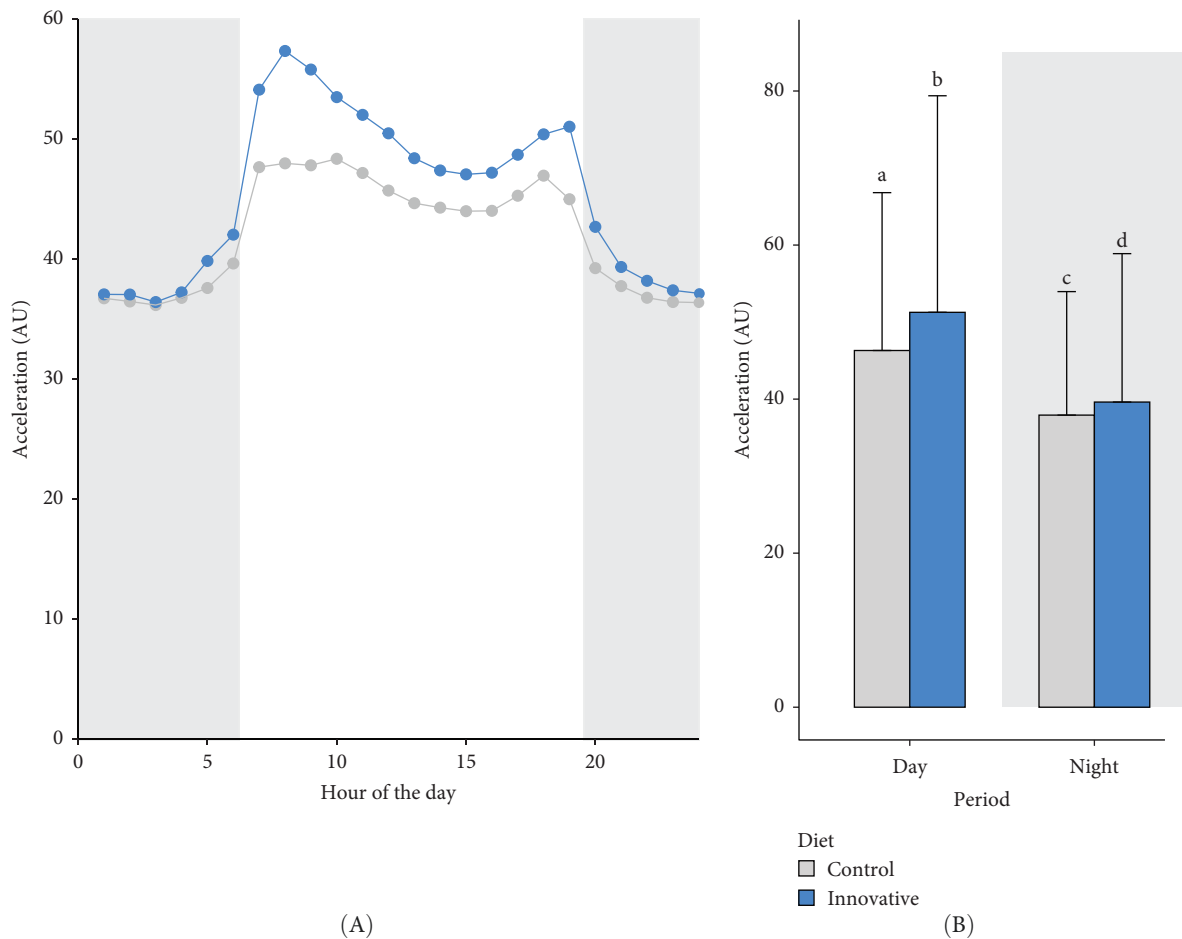 60
50
40
30
20
10
0
Acceleration (AU)
0 5 10 15 20
Hour of the day
(A)
80
60
40
20
0
Acceleration (AU)
a
b
c
d
Day Night
Period
Diet
Control
Innovative
(B)